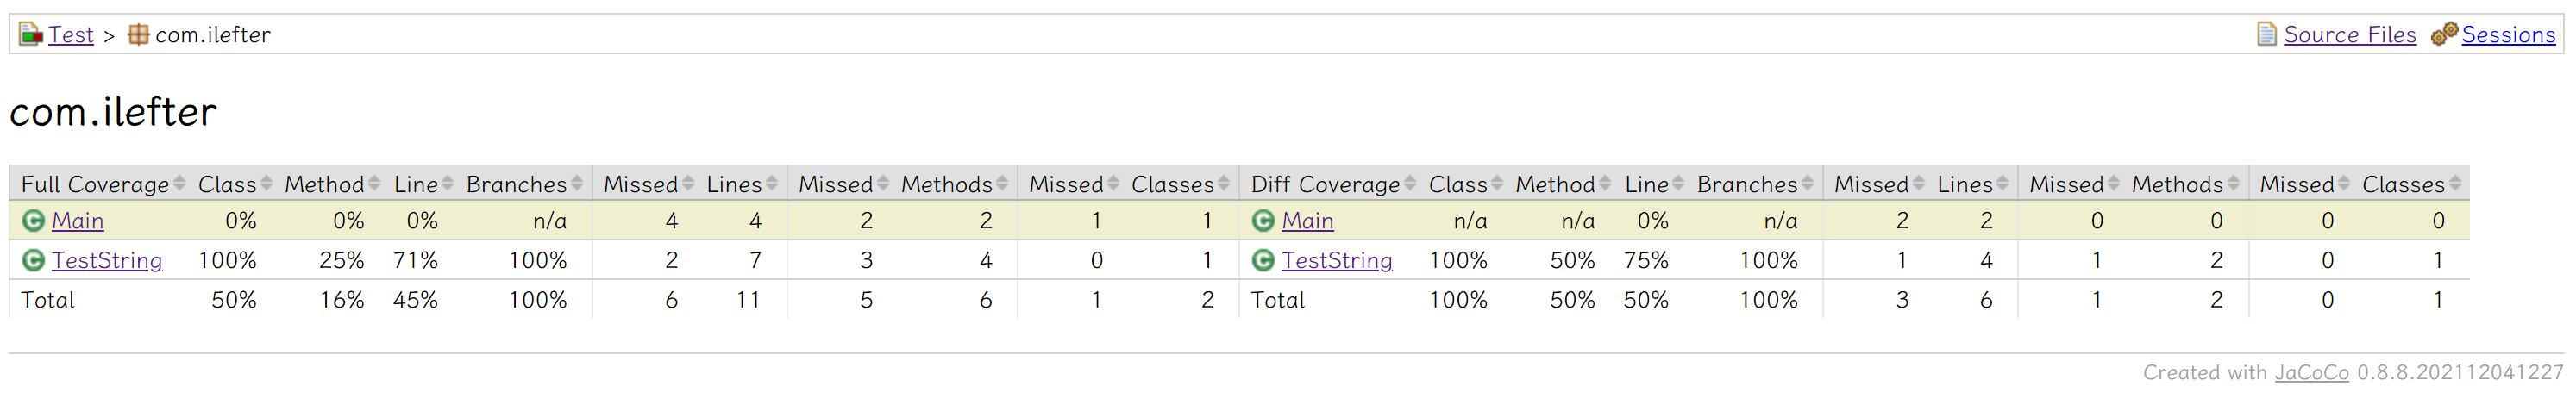 Test > com.ilefter Source Files Sessions
com.ilefter
Full Coverage Class Method Line Branches Missed Lines Missed Methods Missed Classes Diff Coverage Class Method Line Branches Missed Lines Missed Methods Missed Classes
Main 0% 0% 0% n/a 4 4 2 2 1 1 Main n/a n/a 0% n/a 2 2 0 0 0 0
TestString 100% 25% 71% 100% 2 7 3 4 0 1 TestString 100% 50% 75% 100% 1 4 1 2 0 1
Total 50% 16% 45% 100% 6 11 5 6 1 2 Total 100% 50% 50% 100% 3 6 1 2 0 1
Created with JaCoCo 0.8.8.202112041227